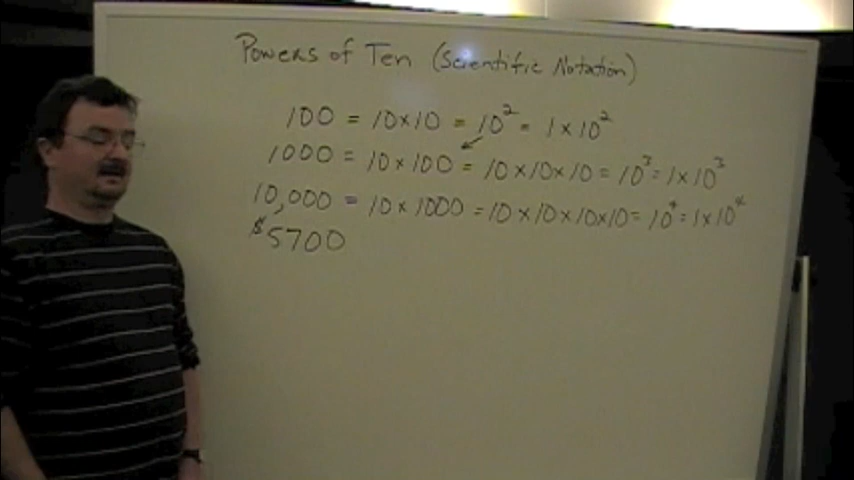 Powers of Ten (Scientific Notation)
100 = 10×10 = 10² = 1×10²
1000 = 10×100 = 10×10×10 = 10³ = 1×10³
10,000 = 10×1000 = 10×10×10×10 = 10⁴ = 1×10⁴
$5700